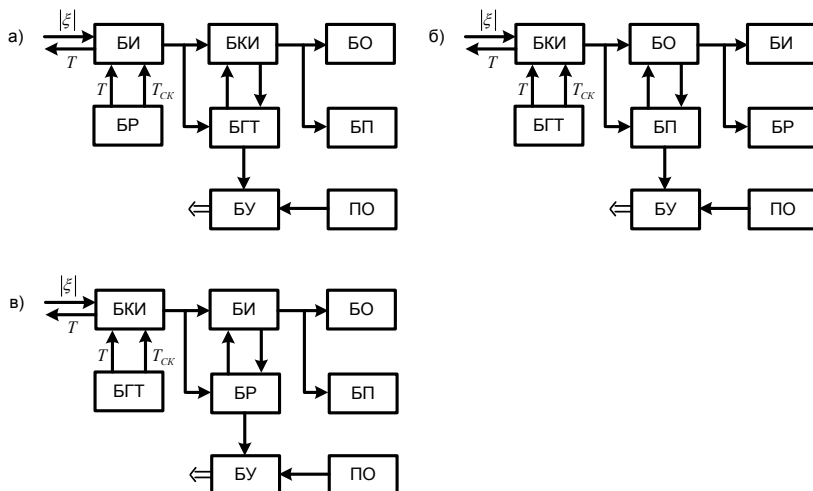 а)
|ξ|
T
БИ
БКИ
БО
T
T_СК
БР
БГТ
БП
БУ
ПО
б)
|ξ|
T
БКИ
БО
БИ
T
T_СК
БГТ
БП
БР
БУ
ПО
в)
|ξ|
T
БКИ
БИ
БО
T
T_СК
БГТ
БР
БП
БУ
ПО